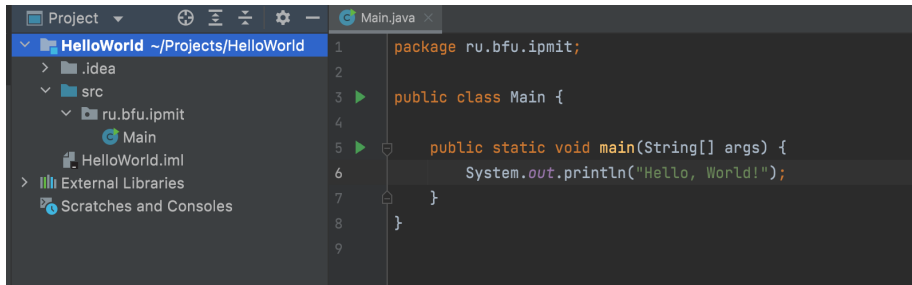 Project
HelloWorld ~/Projects/HelloWorld
.idea
src
ru.bfu.ipmit
Main
HelloWorld.iml
External Libraries
Scratches and Consoles
Main.java
1 package ru.bfu.ipmit;
2
3 public class Main {
4
5 public static void main(String[] args) {
6 System.out.println("Hello, World!");
7 }
8 }
9